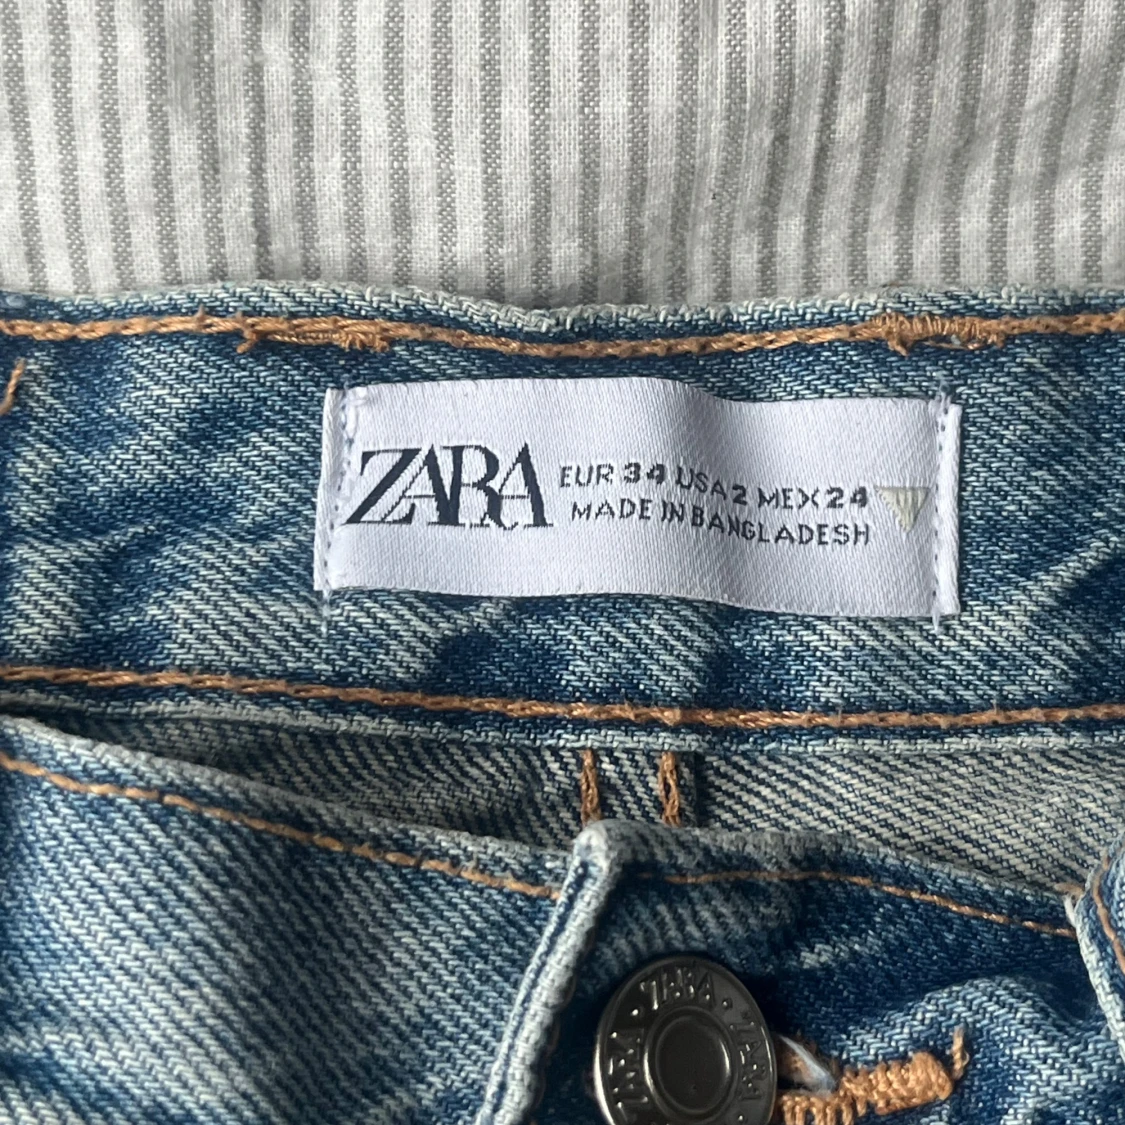 ZARA
EUR 34 USA 2 MEX 24
MADE IN BANGLADESH
ZARA · ZARA · ZARA ·